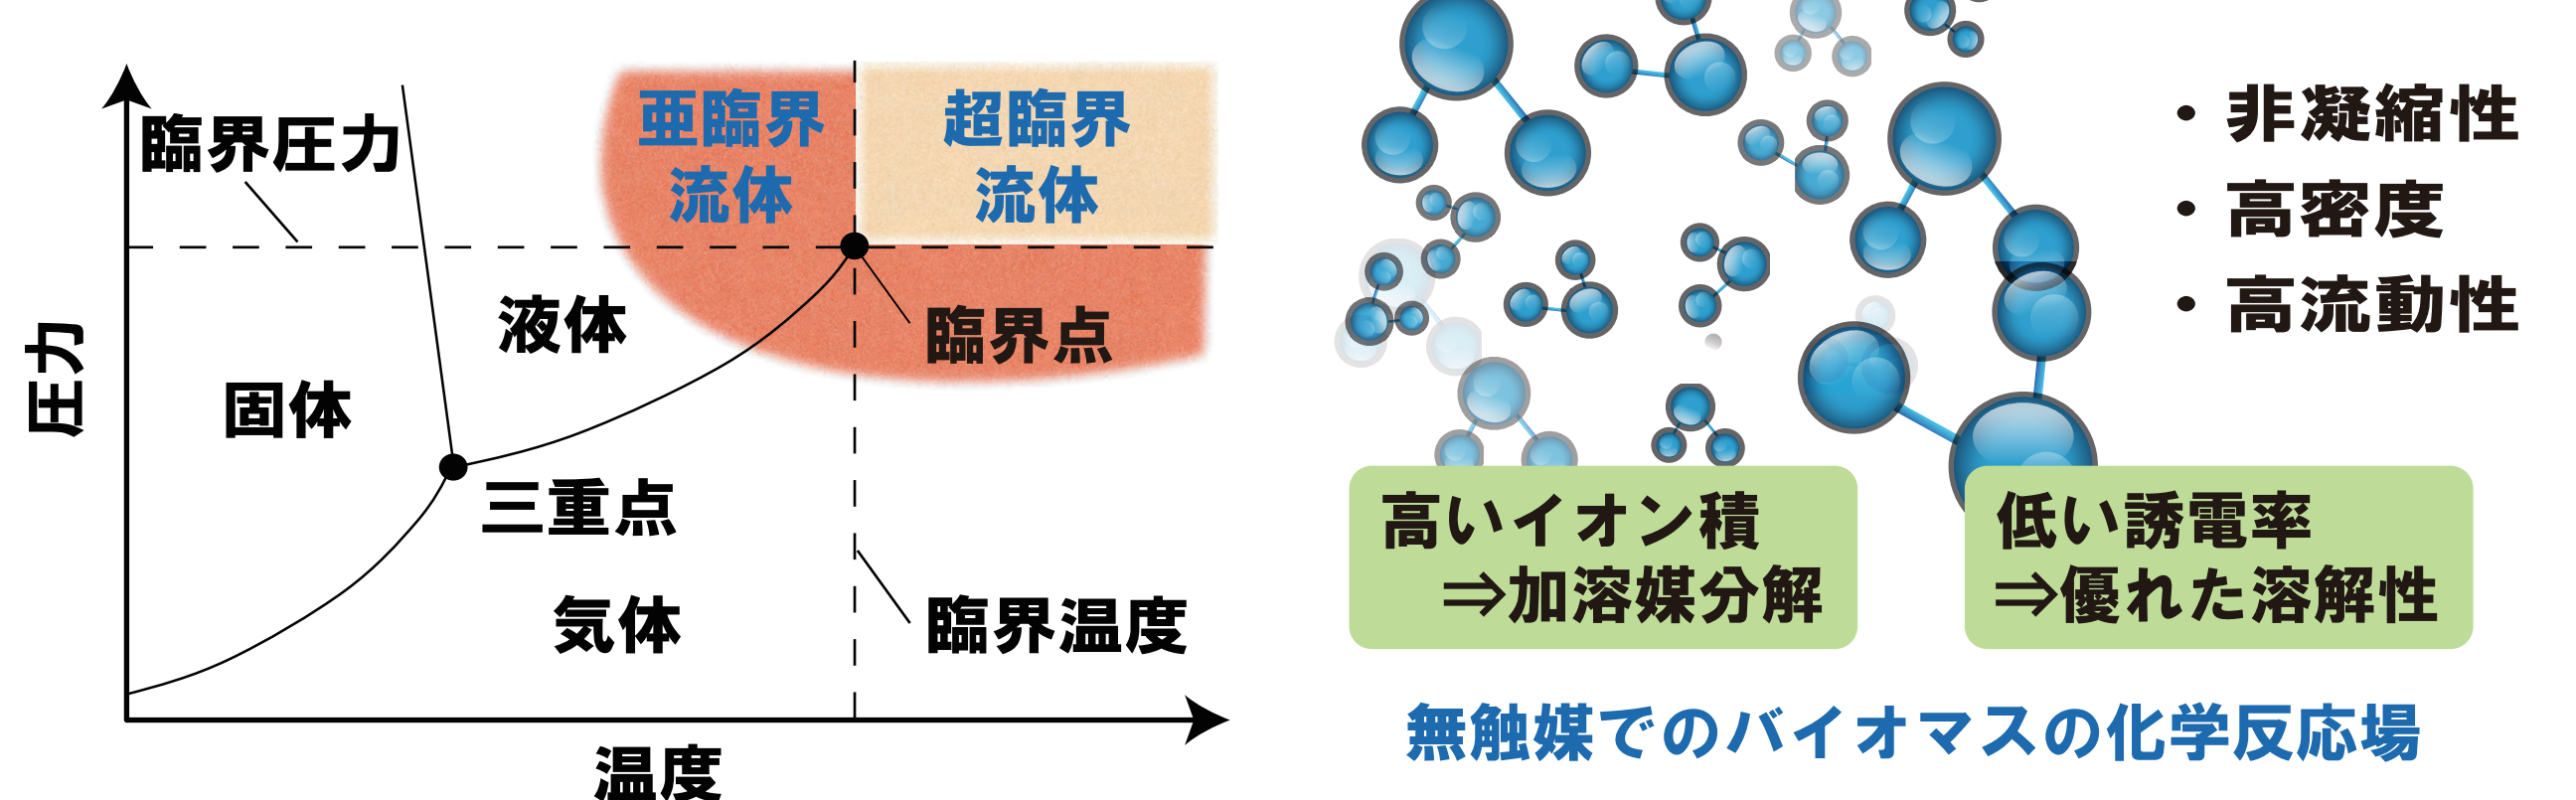 臨界圧力
亜臨界
流体
超臨界
流体
液体
臨界点
固体
三重点
気体
臨界温度
圧力
温度
・非凝縮性
・高密度
・高流動性
高いイオン積
⇒加溶媒分解
低い誘電率
⇒優れた溶解性
無触媒でのバイオマスの化学反応場